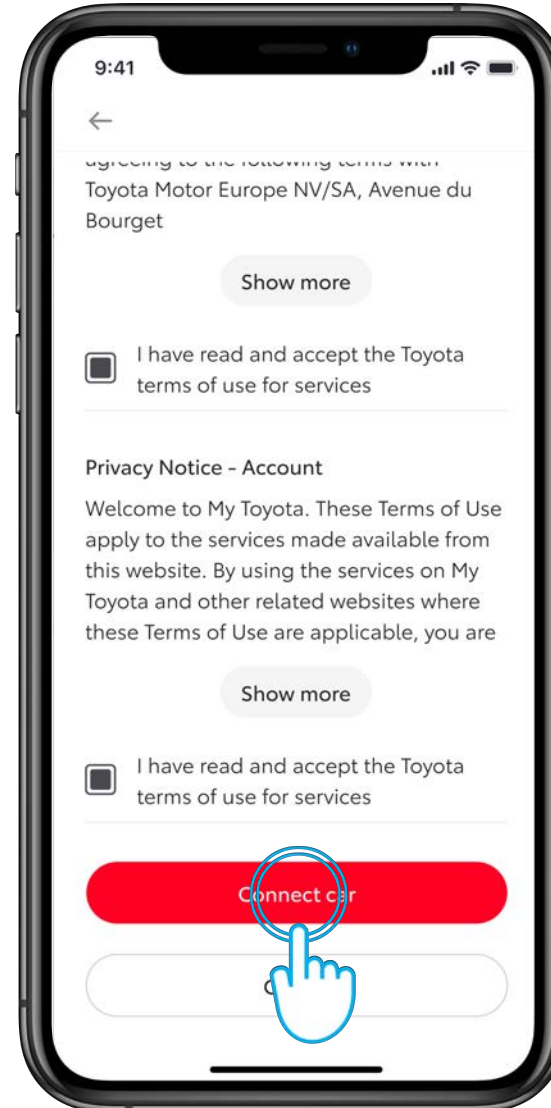 9:41
Toyota Motor Europe NV/SA, Avenue du
Bourget
Show more
I have read and accept the Toyota
terms of use for services
Privacy Notice - Account
Welcome to My Toyota. These Terms of Use
apply to the services made available from
this website. By using the services on My
Toyota and other related websites where
these Terms of Use are applicable, you are
Show more
I have read and accept the Toyota
terms of use for services
Connect car